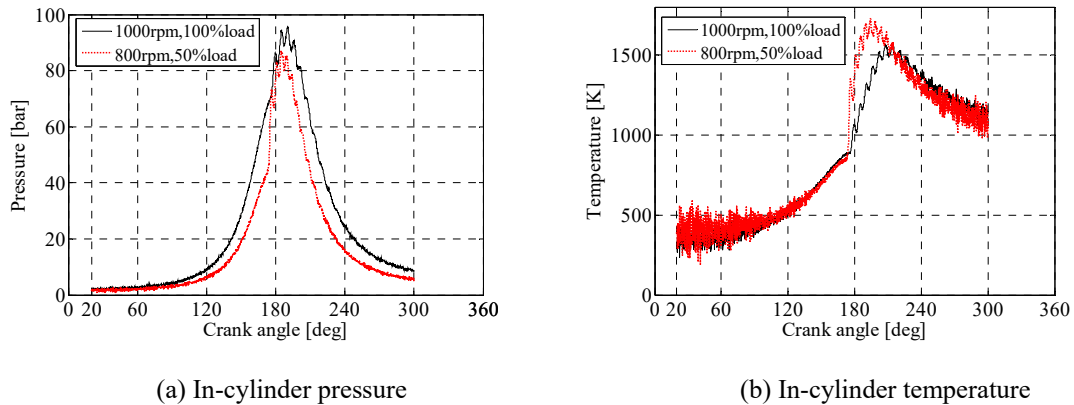 1000rpm,100%load
800rpm,50%load
Pressure [bar]
100
80
60
40
20
0
0 20 60 120 180 240 300 360
Crank angle [deg]
(a) In-cylinder pressure
1000rpm,100%load
800rpm,50%load
Temperature [K]
1500
1000
500
0
0 20 60 120 180 240 300 360
Crank angle [deg]
(b) In-cylinder temperature